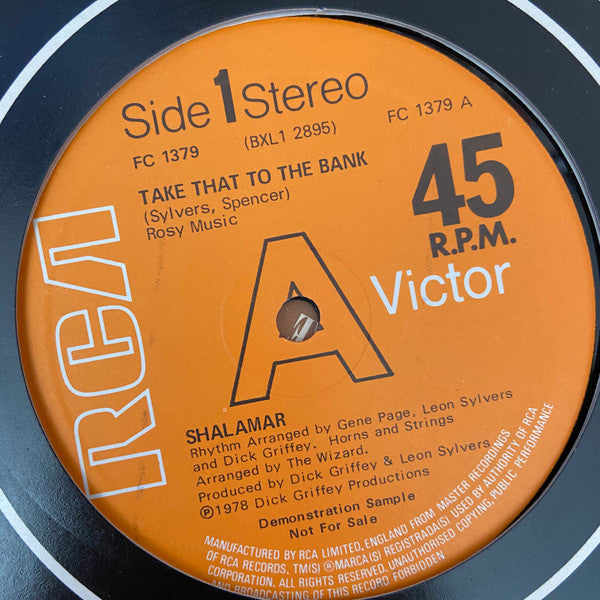 Side 1 Stereo
FC 1379
(BXL1 2895)
FC 1379 A
TAKE THAT TO THE BANK
(Sylvers, Spencer)
Rosy Music
45
R.P.M.
RCA
A
Victor
SHALAMAR
Rhythm Arranged by Gene Page, Leon Sylvers
and Dick Griffey. Horns and Strings
Arranged by The Wizard.
Produced by Dick Griffey & Leon Sylvers
℗ 1978 Dick Griffey Productions
Demonstration Sample
Not For Sale
MANUFACTURED BY RCA LIMITED, ENGLAND FROM MASTER RECORDINGS
OF RCA RECORDS. TM(S) ® MARCA(S) REGISTRADA(S) USED BY AUTHORITY OF RCA
CORPORATION. ALL RIGHTS RESERVED. UNAUTHORISED COPYING, PUBLIC PERFORMANCE
AND BROADCASTING OF THIS RECORD FORBIDDEN